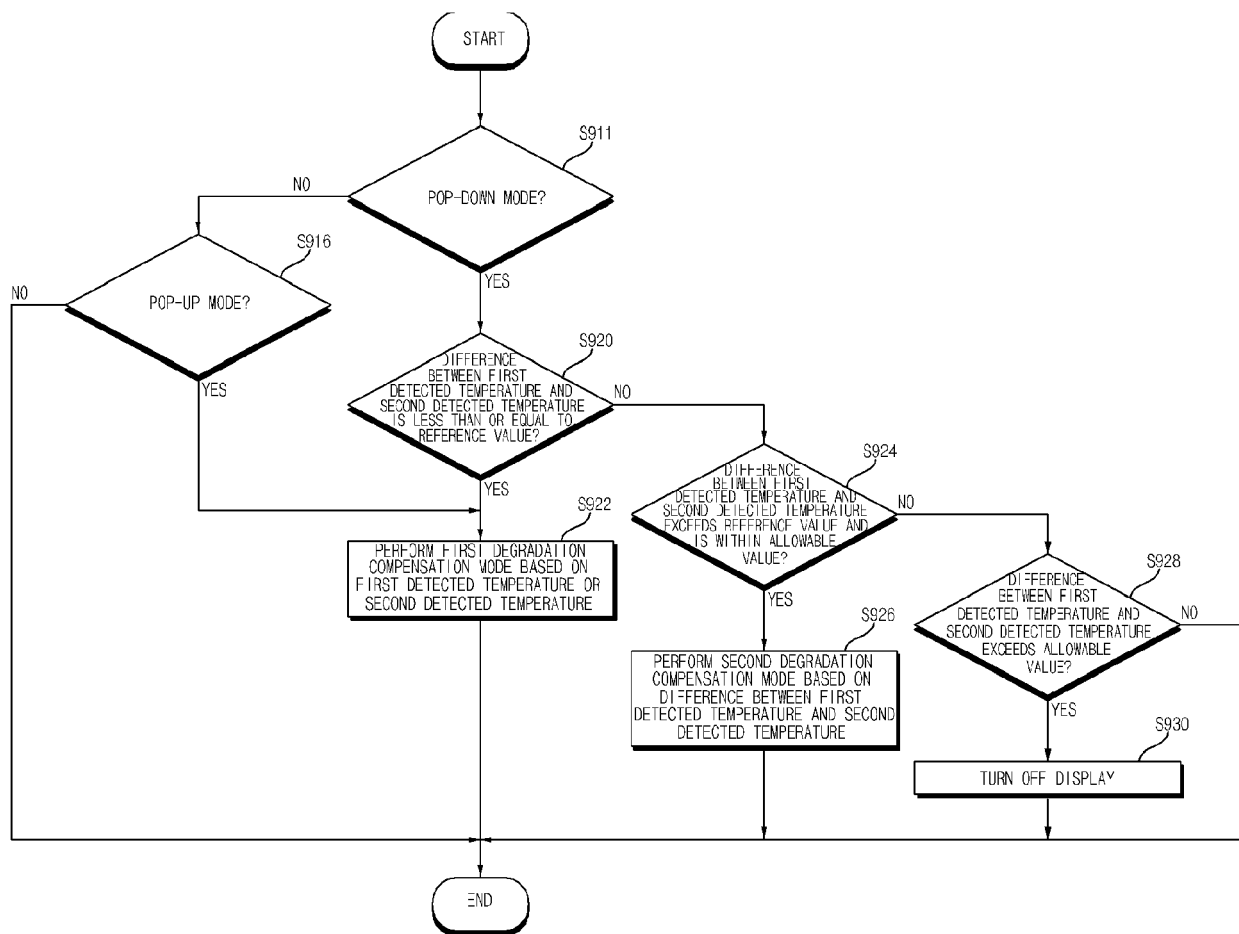 START
S911
POP-DOWN MODE?
NO
YES
S916
POP-UP MODE?
NO
YES
S920
DIFFERENCE
BETWEEN FIRST
DETECTED TEMPERATURE AND
SECOND DETECTED TEMPERATURE
IS LESS THAN OR EQUAL TO
REFERENCE VALUE?
NO
YES
S922
PERFORM FIRST DEGRADATION
COMPENSATION MODE BASED ON
FIRST DETECTED TEMPERATURE OR
SECOND DETECTED TEMPERATURE
S924
DIFFERENCE
BETWEEN FIRST
DETECTED TEMPERATURE AND
SECOND DETECTED TEMPERATURE
EXCEEDS REFERENCE VALUE AND
IS WITHIN ALLOWABLE
VALUE?
NO
YES
S926
PERFORM SECOND DEGRADATION
COMPENSATION MODE BASED ON
DIFFERENCE BETWEEN FIRST
DETECTED TEMPERATURE AND SECOND
DETECTED TEMPERATURE
S928
DIFFERENCE
BETWEEN FIRST
DETECTED TEMPERATURE AND
SECOND DETECTED TEMPERATURE
EXCEEDS ALLOWABLE
VALUE?
NO
YES
S930
TURN OFF DISPLAY
END